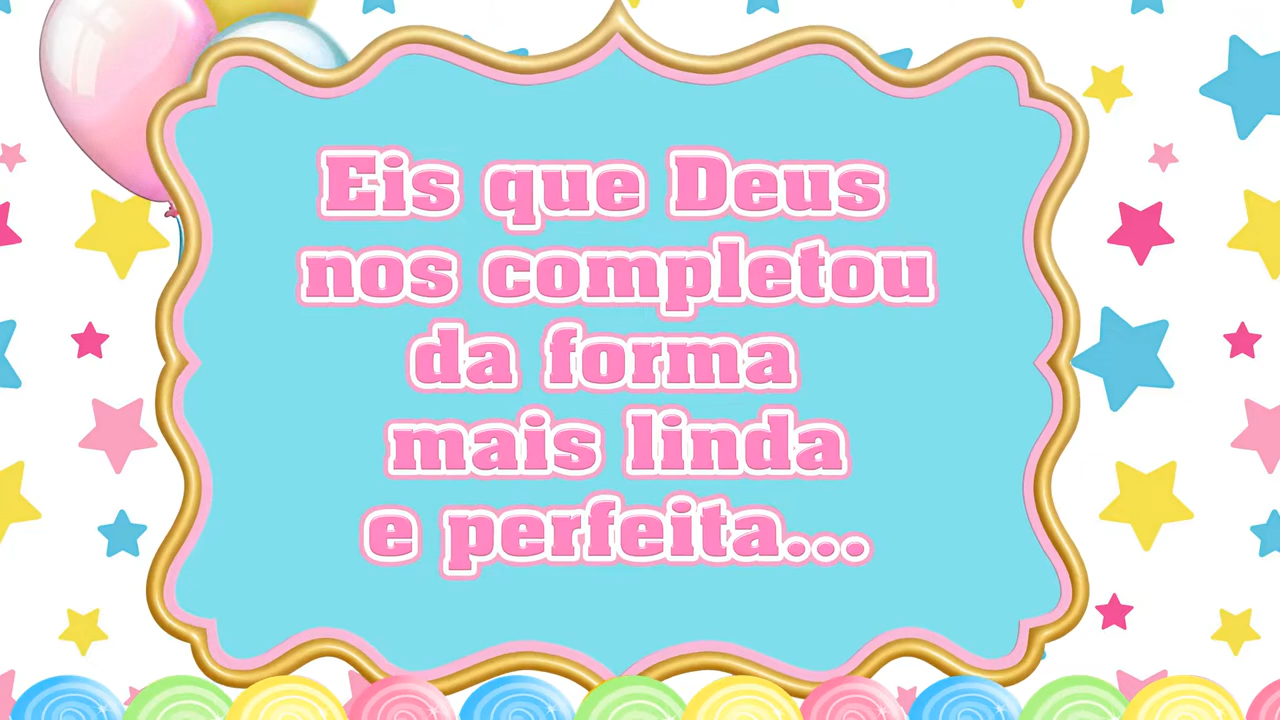 Eis que Deus
nos completou
da forma
mais linda
e perfeita...